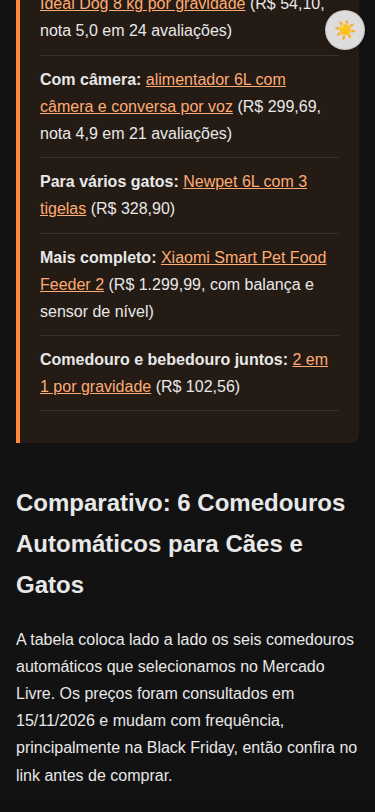 Ideal Dog 8 kg por gravidade (R$ 54,10,
nota 5,0 em 24 avaliações)
Com câmera: alimentador 6L com
câmera e conversa por voz (R$ 299,69,
nota 4,9 em 21 avaliações)
Para vários gatos: Newpet 6L com 3
tigelas (R$ 328,90)
Mais completo: Xiaomi Smart Pet Food
Feeder 2 (R$ 1.299,99, com balança e
sensor de nível)
Comedouro e bebedouro juntos: 2 em
1 por gravidade (R$ 102,56)
Comparativo: 6 Comedouros
Automáticos para Cães e
Gatos
A tabela coloca lado a lado os seis comedouros
automáticos que selecionamos no Mercado
Livre. Os preços foram consultados em
15/11/2026 e mudam com frequência,
principalmente na Black Friday, então confira no
link antes de comprar.